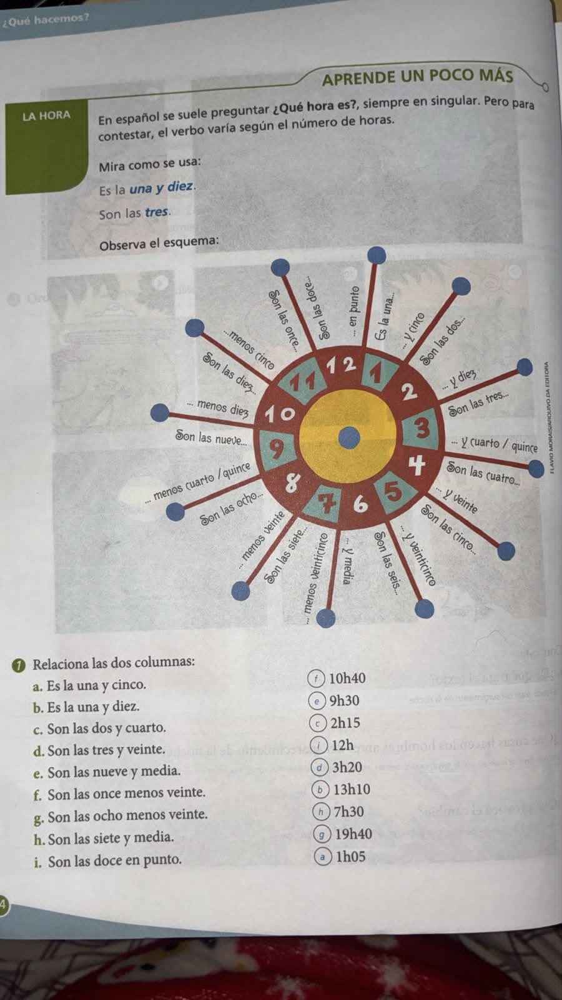 ¿Qué hacemos?
APRENDE UN POCO MÁS
LA HORA
En español se suele preguntar ¿Qué hora es?, siempre en singular. Pero para
contestar, el verbo varía según el número de horas.
Mira como se usa:
Es la una y diez.
Son las tres.
Observa el esquema:
Son las doce...
... en punto
Es la una...
... y cinco
Son las dos...
... y diez
Son las tres...
... y cuarto / quince
Son las cuatro...
... y veinte
Son las cinco...
... y veinticinco
Son las seis...
... y media
... menos veinticinco
Son las siete...
... menos veinte
Son las ocho...
... menos cuarto / quince
Son las nueve...
... menos diez
Son las diez...
...menos cinco
Son las once...
12
1
2
3
4
5
6
7
8
9
10
11
FLAVIO MORAIS/ARQUIVO DA EDITORA
1 Relaciona las dos columnas:
a. Es la una y cinco.
b. Es la una y diez.
c. Son las dos y cuarto.
d. Son las tres y veinte.
e. Son las nueve y media.
f. Son las once menos veinte.
g. Son las ocho menos veinte.
h. Son las siete y media.
i. Son las doce en punto.
f 10h40
e 9h30
c 2h15
i 12h
d 3h20
b 13h10
h 7h30
g 19h40
a 1h05
4